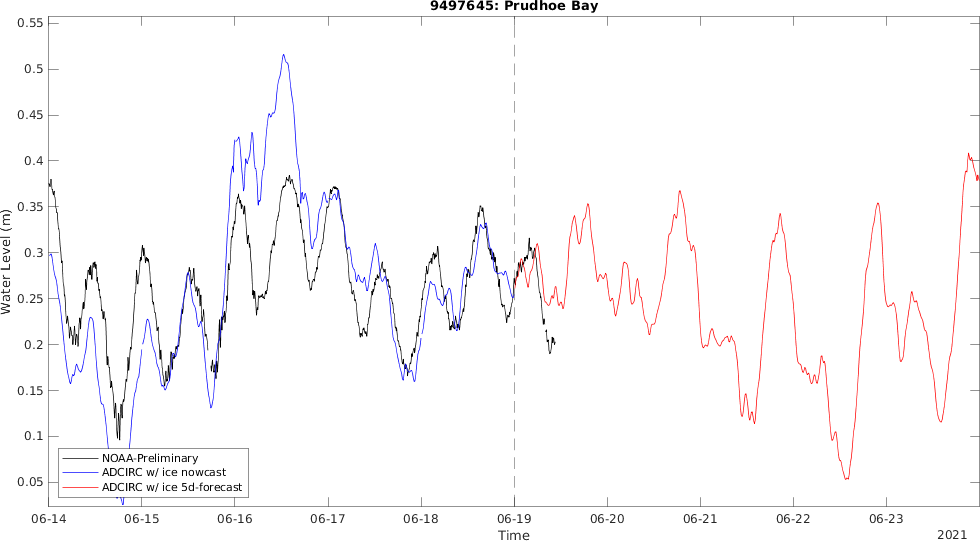 9497645: Prudhoe Bay
0.55
0.5
0.45
0.4
0.35
0.3
0.25
0.2
0.15
0.1
0.05
Water Level (m)
NOAA-Preliminary
ADCIRC w/ ice nowcast
ADCIRC w/ ice 5d-forecast
06-14 06-15 06-16 06-17 06-18 06-19 06-20 06-21 06-22 06-23
Time
2021